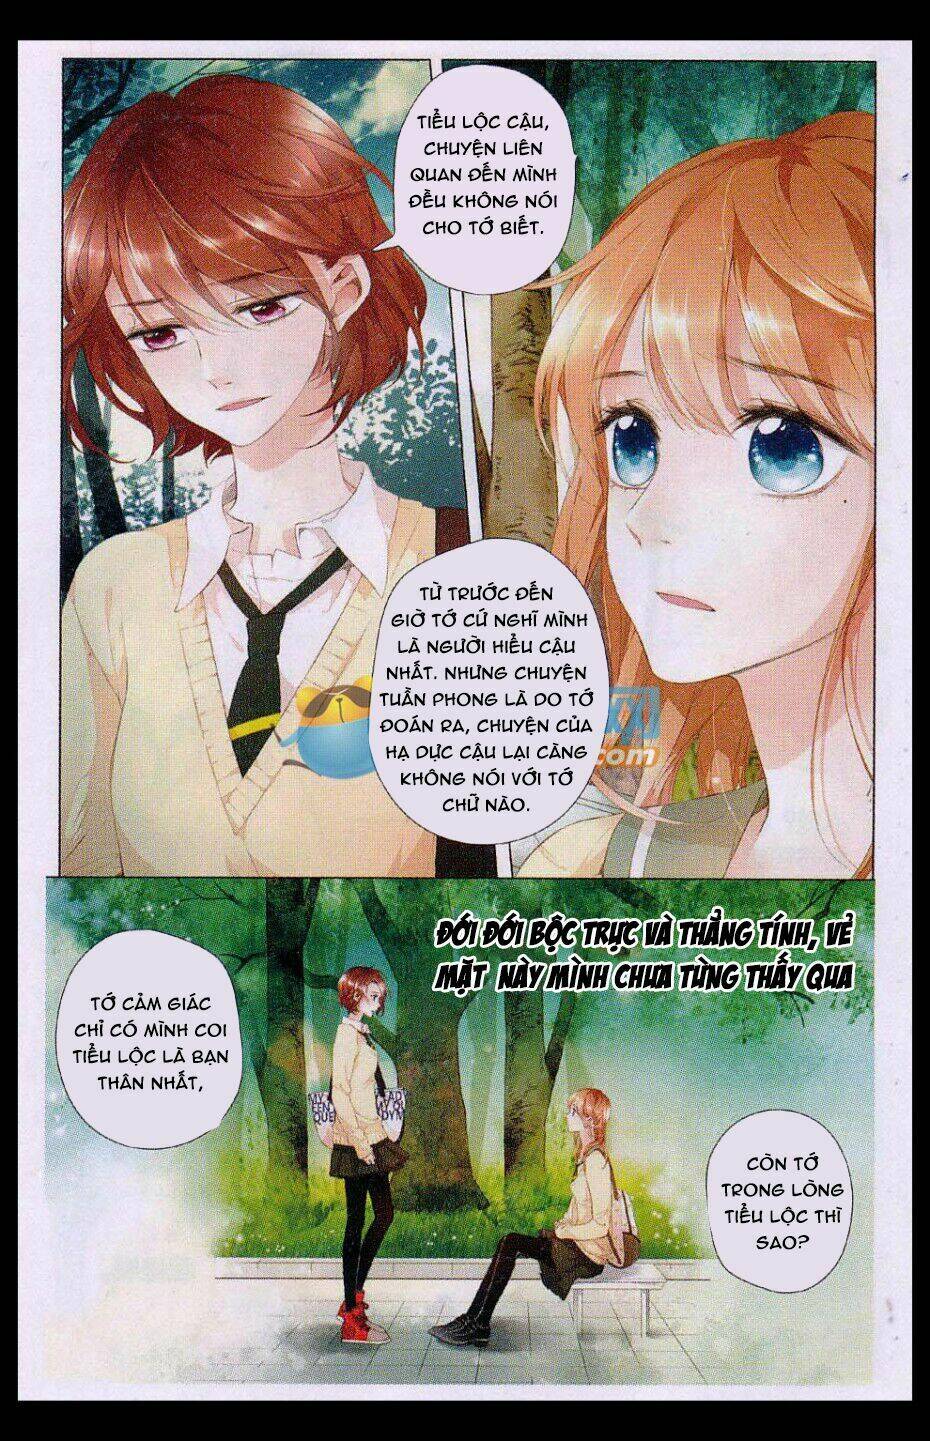 TIỂU LỘC CẬU,
CHUYỆN LIÊN
QUAN ĐẾN MÌNH
ĐỀU KHÔNG NÓI
CHO TỚ BIẾT.
TỪ TRƯỚC ĐẾN
GIỜ TỚ CỨ NGHĨ MÌNH
LÀ NGƯỜI HIỂU CẬU
NHẤT. NHƯNG CHUYỆN
TUẤN PHONG LÀ DO TỚ
ĐOÁN RA, CHUYỆN CỦA
HẠ DỰC CẬU LẠI CÀNG
KHÔNG NÓI VỚI TỚ
CHỮ NÀO.
.com
ĐỚI ĐỚI BỘC TRỰC VÀ THẲNG TÍNH, VẺ
MẶT NÀY MÌNH CHƯA TỪNG THẤY QUA
TỚ CẢM GIÁC
CHỈ CÓ MÌNH COI
TIỂU LỘC LÀ BẠN
THÂN NHẤT,
CÒN TỚ
TRONG LÒNG
TIỂU LỘC THÌ
SAO?